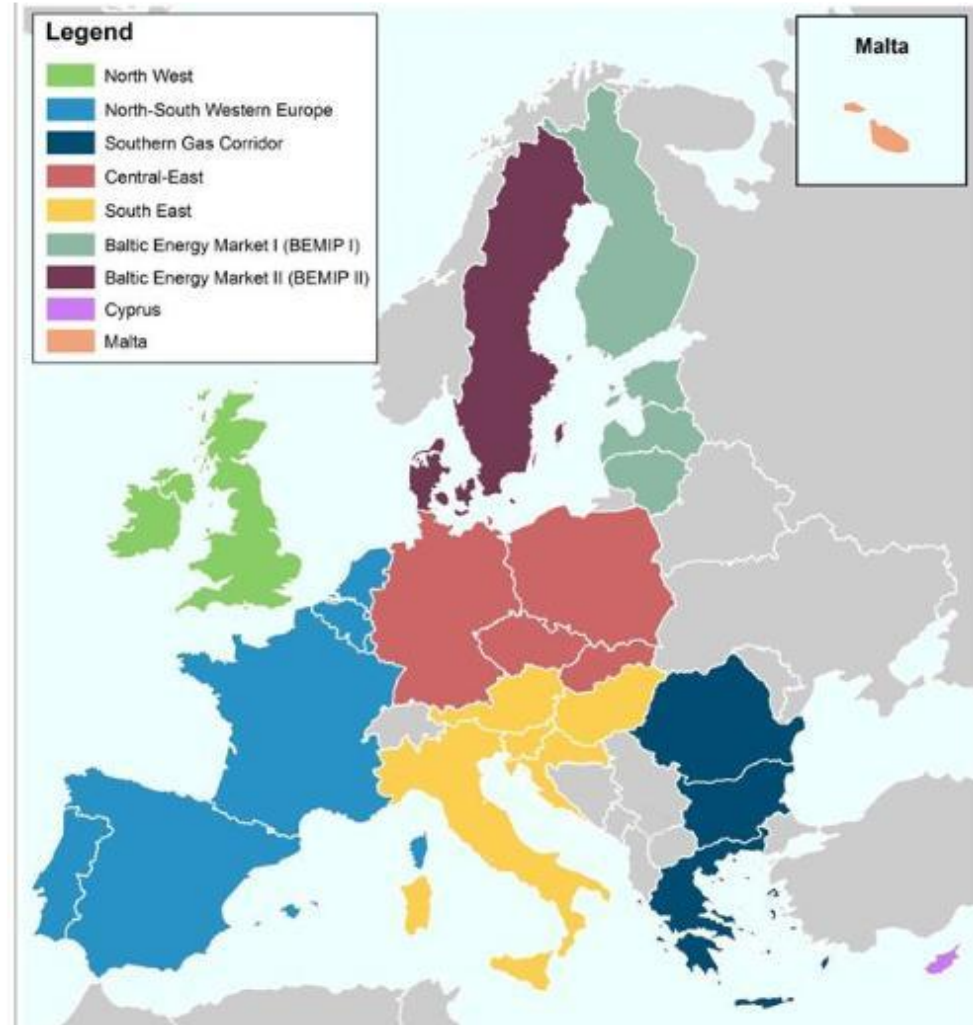 Legend
North West
North-South Western Europe
Southern Gas Corridor
Central-East
South East
Baltic Energy Market I (BEMIP I)
Baltic Energy Market II (BEMIP II)
Cyprus
Malta
Malta